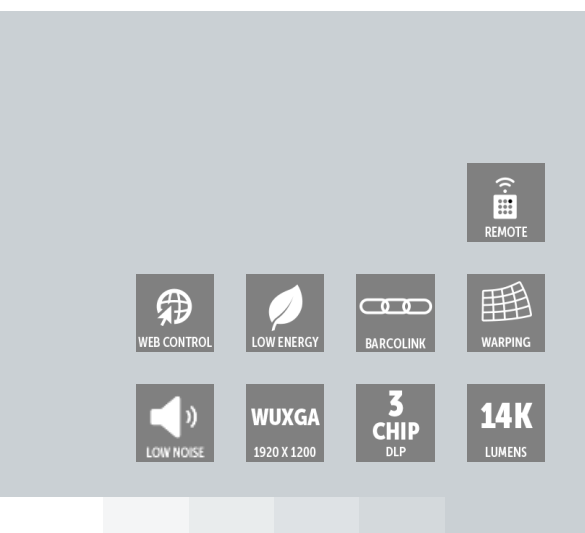 REMOTE
WEB CONTROL
LOW ENERGY
BARCOLINK
WARPING
LOW NOISE
WUXGA
1920 X 1200
3
CHIP
DLP
14K
LUMENS